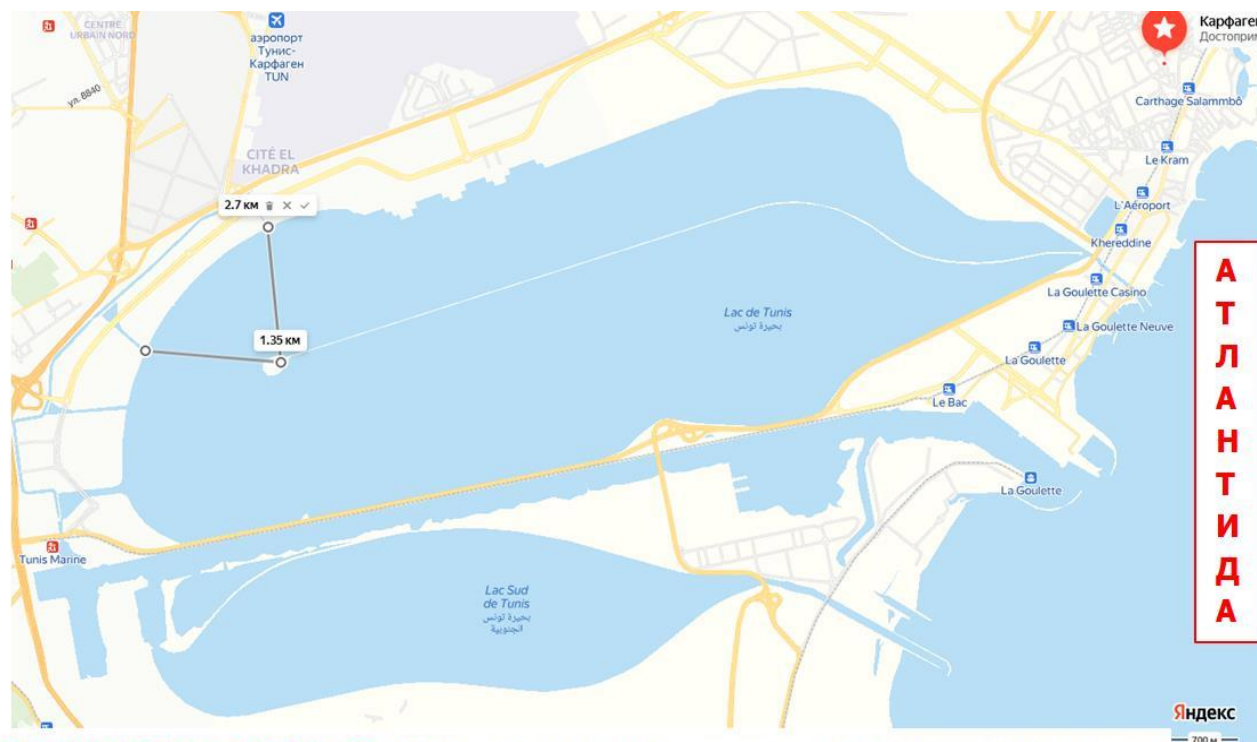 CENTRE
URBAIN NORD
аэропорт
Тунис-
Карфаген
TUN
Карфаген
Достоприм
ул. 8840
Carthage Salammbô
CITÉ EL
KHADRA
Le Kram
2.7 км
L'Aéroport
Khereddine
La Goulette Casino
La Goulette Neuve
Lac de Tunis
بحيرة تونس
1.35 км
La Goulette
Le Bac
La Goulette
А
Т
Л
А
Н
Т
И
Д
А
Tunis Marine
Lac Sud
de Tunis
بحيرة تونس
الجنوبية
Яндекс
700 м